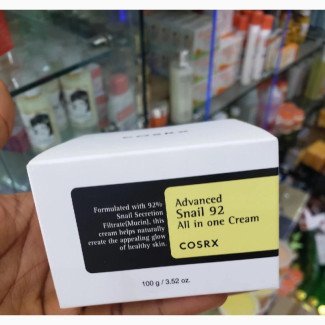 COSRX
Formulated with 92%
Snail Secretion
Filtrate[Mucin], this
cream helps naturally
create the appealing glow
of healthy skin.
Advanced
Snail 92
All in one Cream
COSRX
100 g / 3.52 oz.